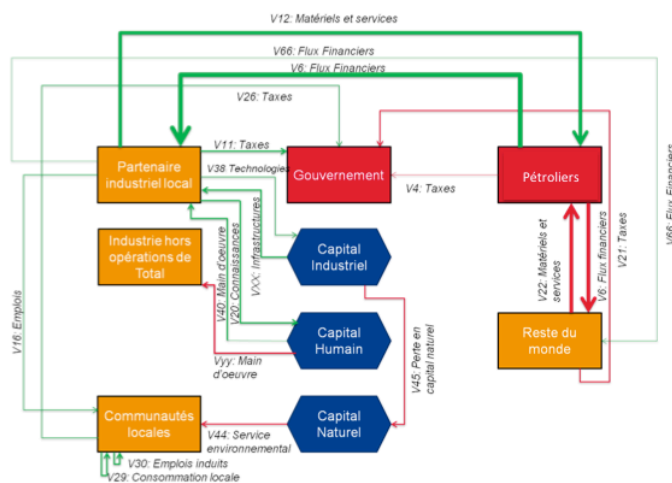 V12: Matériels et services
V66: Flux Financiers
V6: Flux Financiers
V26: Taxes
V11: Taxes
V38 Technologies
Partenaire
industriel local
Gouvernement
V4: Taxes
Pétroliers
V66: Flux Financiers
V21: Taxes
V6: Flux financiers
V22: Matériels et
services
Industrie hors
opérations de
Total
V40: Main d'oeuvre
V20: Connaissances
VXX: Infrastructures
Capital
Industriel
V16: Emplois
Vyy: Main
d'oeuvre
Capital
Humain
V45: Perte en
capital naturel
Reste du
monde
Communautés
locales
V44: Service
environnemental
Capital
Naturel
V30: Emplois induits
V29: Consommation locale